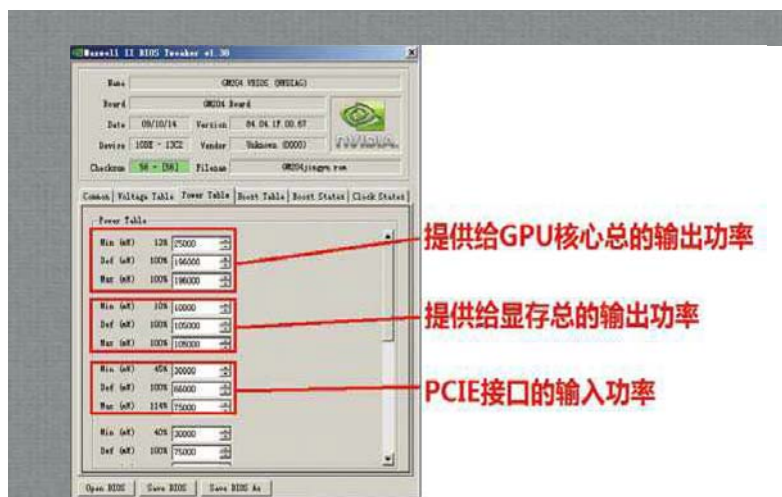 Maxwell II BIOS Tweaker v1.30
Name GM204 VBIOS (HWDIAG)
Board GM204 Board
Date 09/10/14 Version 84.04.1F.00.67
Device 10DE - 13C2 Vendor Unknown (0000)
NVIDIA
Checksum 56 - [56] Filename
Common Voltage Table Power Table Boost Table Boost States Clock States
Power Table
Min (mW) 13% 25000
Def (mW) 100% 196000
Max (mW) 100% 196000
提供给GPU核心总的输出功率
Min (mW) 10% 10000
Def (mW) 100% 105000
Max (mW) 100% 105000
提供给显存总的输出功率
Min (mW) 45% 30000
Def (mW) 100% 66000
Max (mW) 114% 75000
PCIE接口的输入功率
Min (mW) 40% 30000
Def (mW) 100% 75000
Open BIOS Save BIOS Save BIOS As